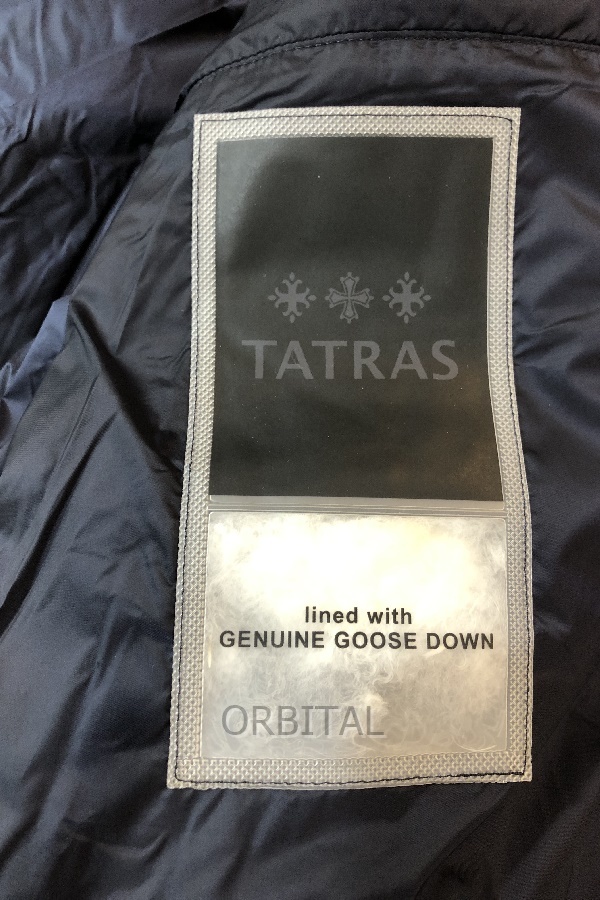 TATRAS
lined with
GENUINE GOOSE DOWN
ORBITAL